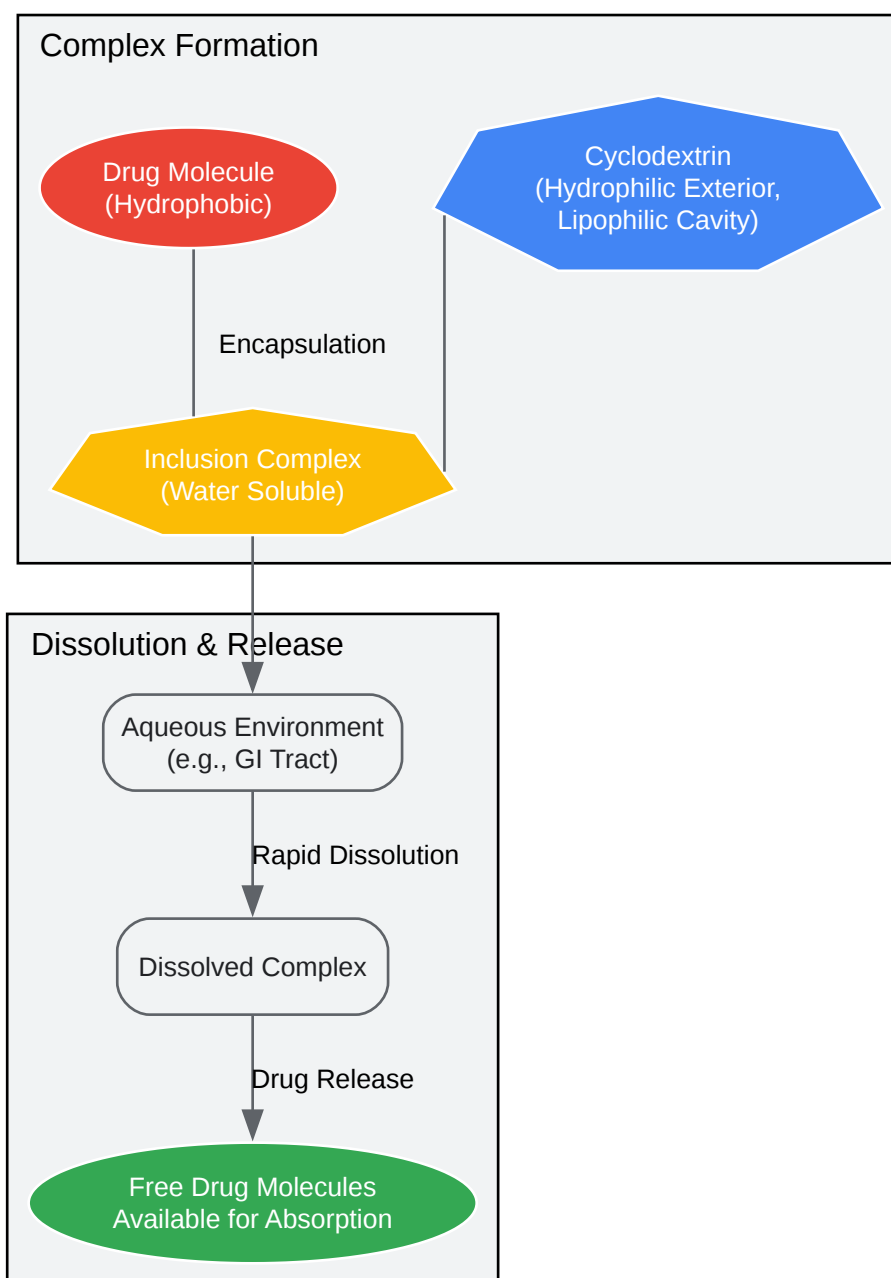 Complex Formation
Drug Molecule
(Hydrophobic)
Cyclodextrin
(Hydrophilic Exterior,
Lipophilic Cavity)
Encapsulation
Inclusion Complex
(Water Soluble)
Dissolution & Release
Aqueous Environment
(e.g., GI Tract)
Rapid Dissolution
Dissolved Complex
Drug Release
Free Drug Molecules
Available for Absorption